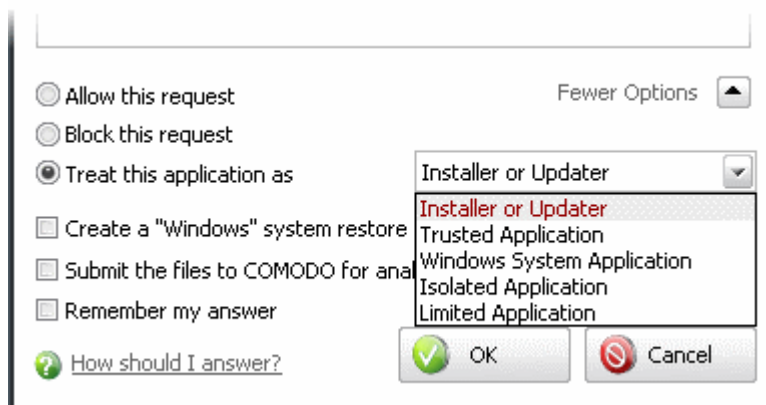 Allow this request
Fewer Options
Block this request
Treat this application as
Installer or Updater
Installer or Updater
Create a "Windows" system restore
Trusted Application
Windows System Application
Submit the files to COMODO for anal
Isolated Application
Remember my answer
Limited Application
How should I answer?
OK
Cancel